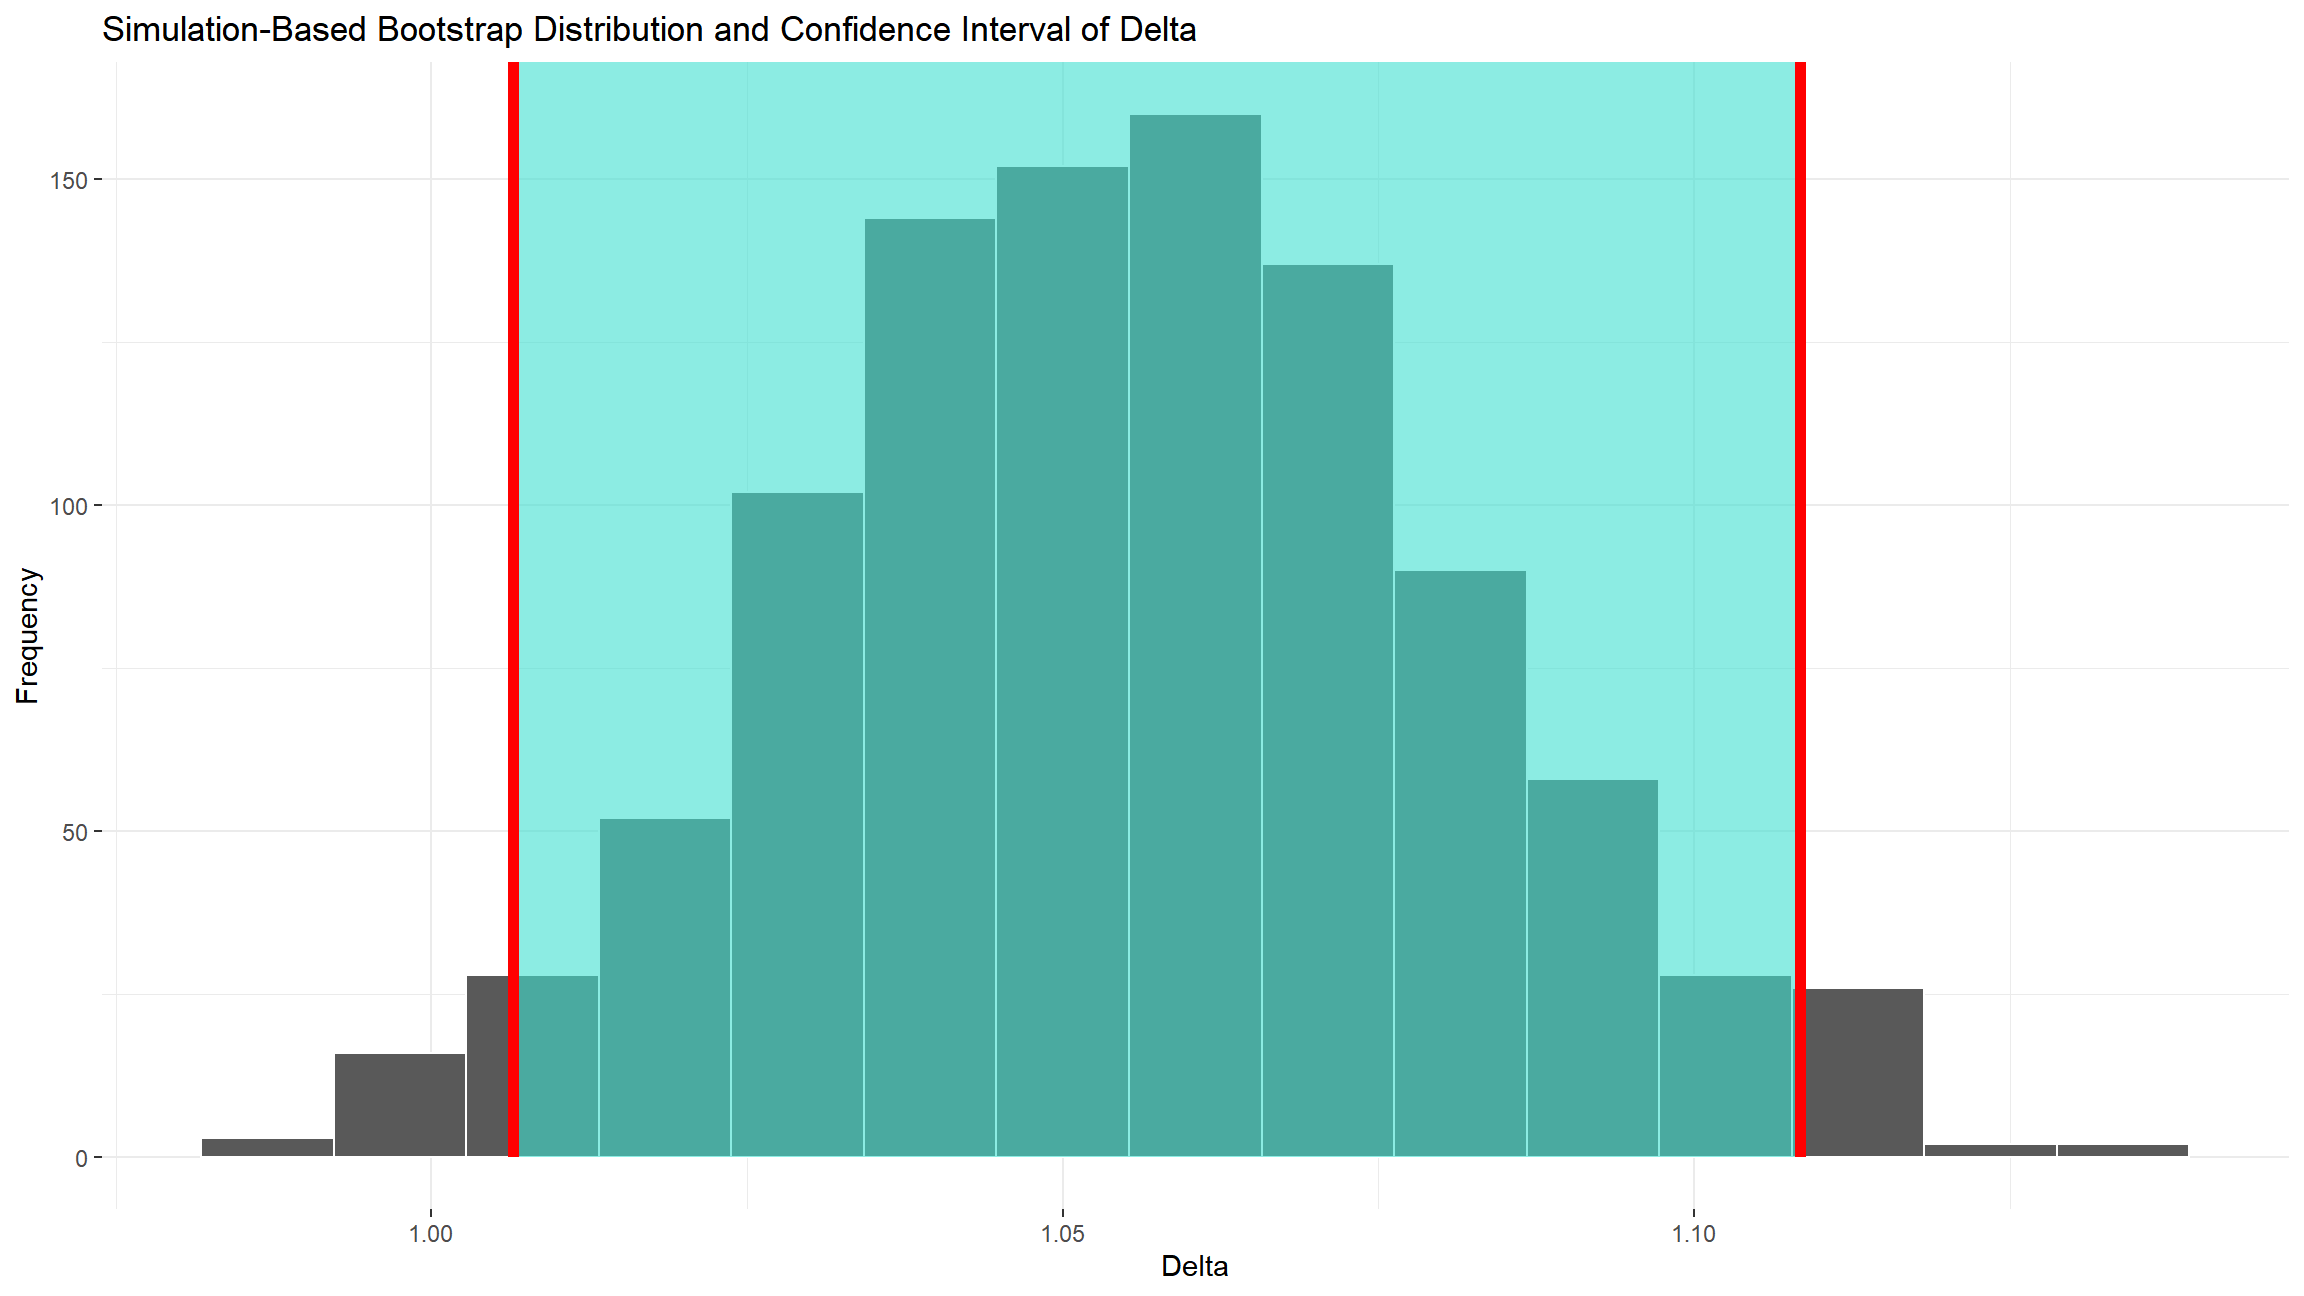 Simulation-Based Bootstrap Distribution and Confidence Interval of Delta
150
100
50
0
Frequency
1.00
1.05
1.10
Delta